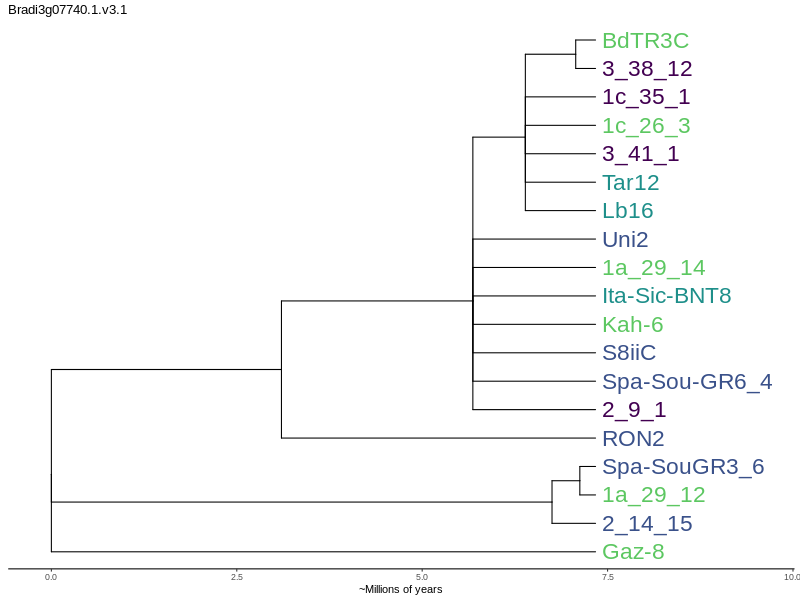 Bradi3g07740.1.v3.1
BdTR3C
3_38_12
1c_35_1
1c_26_3
3_41_1
Tar12
Lb16
Uni2
1a_29_14
Ita-Sic-BNT8
Kah-6
S8iiC
Spa-Sou-GR6_4
2_9_1
RON2
Spa-SouGR3_6
1a_29_12
2_14_15
Gaz-8
0.0 2.5 5.0 7.5 10.0
~Millions of years